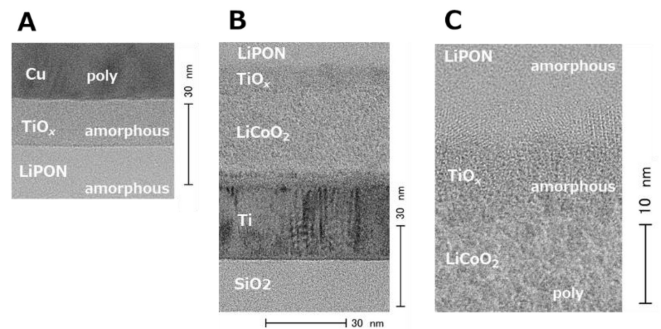 A
Cu
poly
TiOx
amorphous
LiPON
amorphous
30 nm
B
LiPON
TiOx
LiCoO2
Ti
SiO2
30 nm
30 nm
C
LiPON
amorphous
TiOx
amorphous
LiCoO2
poly
10 nm